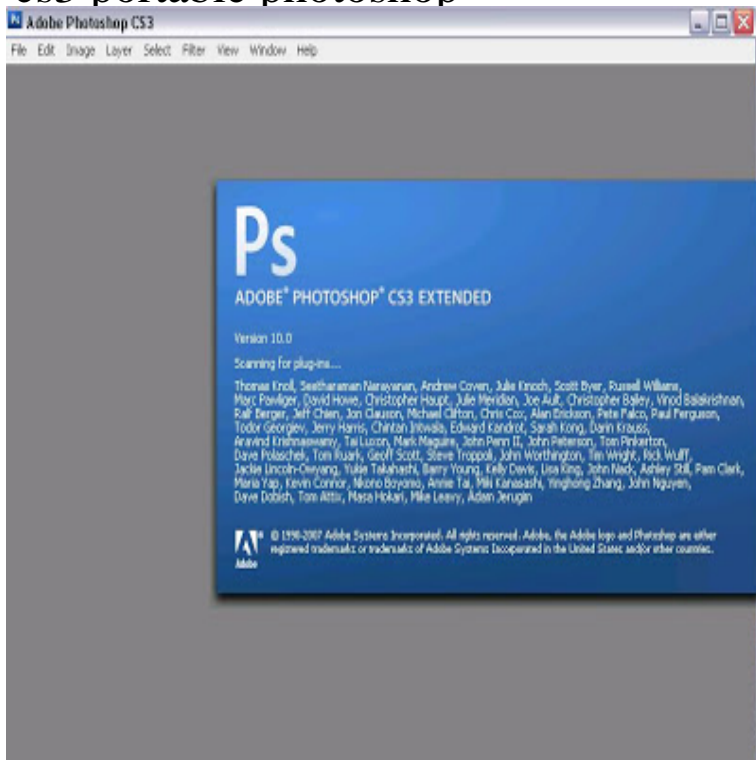 cs3 portable photoshop
Ps Adobe Photoshop CS3
File Edit Image Layer Select Filter View Window Help
Ps
ADOBE® PHOTOSHOP® CS3 EXTENDED
Version 10.0
Scanning for plug-ins...
Thomas Knoll, Seetharaman Narayanan, Andrew Coven, Julie Kmoch, Scott Byer, Russell Williams,
Marc Pawliger, David Howe, Christopher Haupt, Julie Meridian, Joe Ault, Christopher Bailey, Vinod Balakrishnan,
Ralf Berger, Jeff Chien, Jon Clauson, Michael Clifton, Chris Cox, Alan Erickson, Pete Falco, Paul Ferguson,
Todor Georgiev, Jerry Harris, Chintan Intwala, Edward Kandrot, Sarah Kong, Darin Krauss,
Aravind Krishnaswamy, Tai Luxon, Mark Maguire, John Penn II, John Peterson, Tom Pinkerton,
Dave Polaschek, Tom Ruark, Geoff Scott, Steve Troppoli, John Worthington, Tim Wright, Rick Wulff,
Jackie Lincoln-Owyang, Yukie Takahashi, Barry Young, Kelly Davis, Lisa King, John Nack, Ashley Still, Pam Clark,
Maria Yap, Kevin Connor, Nkono Boyomo, Annie Tai, Miki Kanasashi, Yinghong Zhang, John Nguyen,
Dave Dobish, Tom Attix, Masa Hokari, Mike Leavy, Adam Jerugim
© 1990-2007 Adobe Systems Incorporated. All rights reserved. Adobe, the Adobe logo and Photoshop are either
registered trademarks or trademarks of Adobe Systems Incorporated in the United States and/or other countries.
Adobe